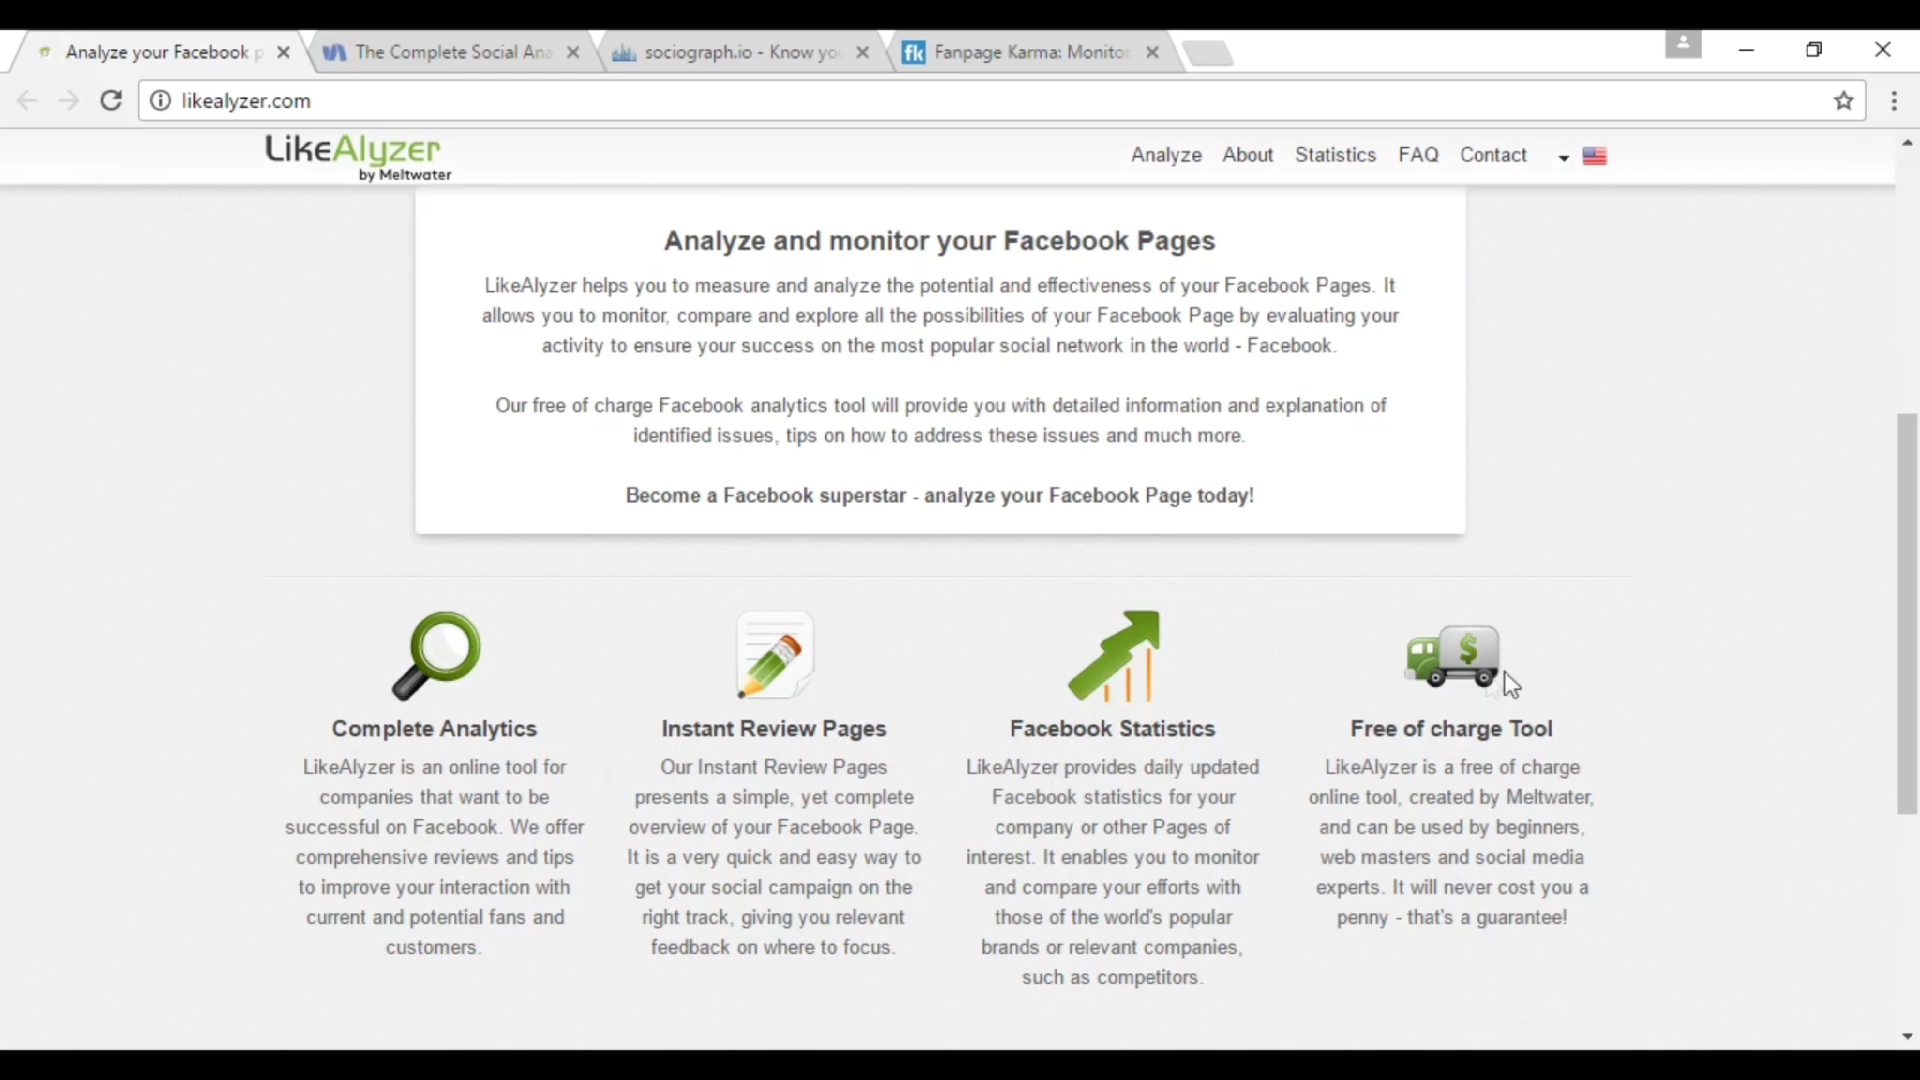 Analyze your Facebook p
The Complete Social Ana
sociograph.io - Know you
fk
Fanpage Karma: Monitor
likealyzer.com
LikeAlyzer
by Meltwater
Analyze About Statistics FAQ Contact
Analyze and monitor your Facebook Pages
LikeAlyzer helps you to measure and analyze the potential and effectiveness of your Facebook Pages. It
allows you to monitor, compare and explore all the possibilities of your Facebook Page by evaluating your
activity to ensure your success on the most popular social network in the world - Facebook.
Our free of charge Facebook analytics tool will provide you with detailed information and explanation of
identified issues, tips on how to address these issues and much more.
Become a Facebook superstar - analyze your Facebook Page today!
$
Complete Analytics
LikeAlyzer is an online tool for
companies that want to be
successful on Facebook. We offer
comprehensive reviews and tips
to improve your interaction with
current and potential fans and
customers.
Instant Review Pages
Our Instant Review Pages
presents a simple, yet complete
overview of your Facebook Page.
It is a very quick and easy way to
get your social campaign on the
right track, giving you relevant
feedback on where to focus.
Facebook Statistics
LikeAlyzer provides daily updated
Facebook statistics for your
company or other Pages of
interest. It enables you to monitor
and compare your efforts with
those of the world's popular
brands or relevant companies,
such as competitors.
Free of charge Tool
LikeAlyzer is a free of charge
online tool, created by Meltwater,
and can be used by beginners,
web masters and social media
experts. It will never cost you a
penny - that's a guarantee!